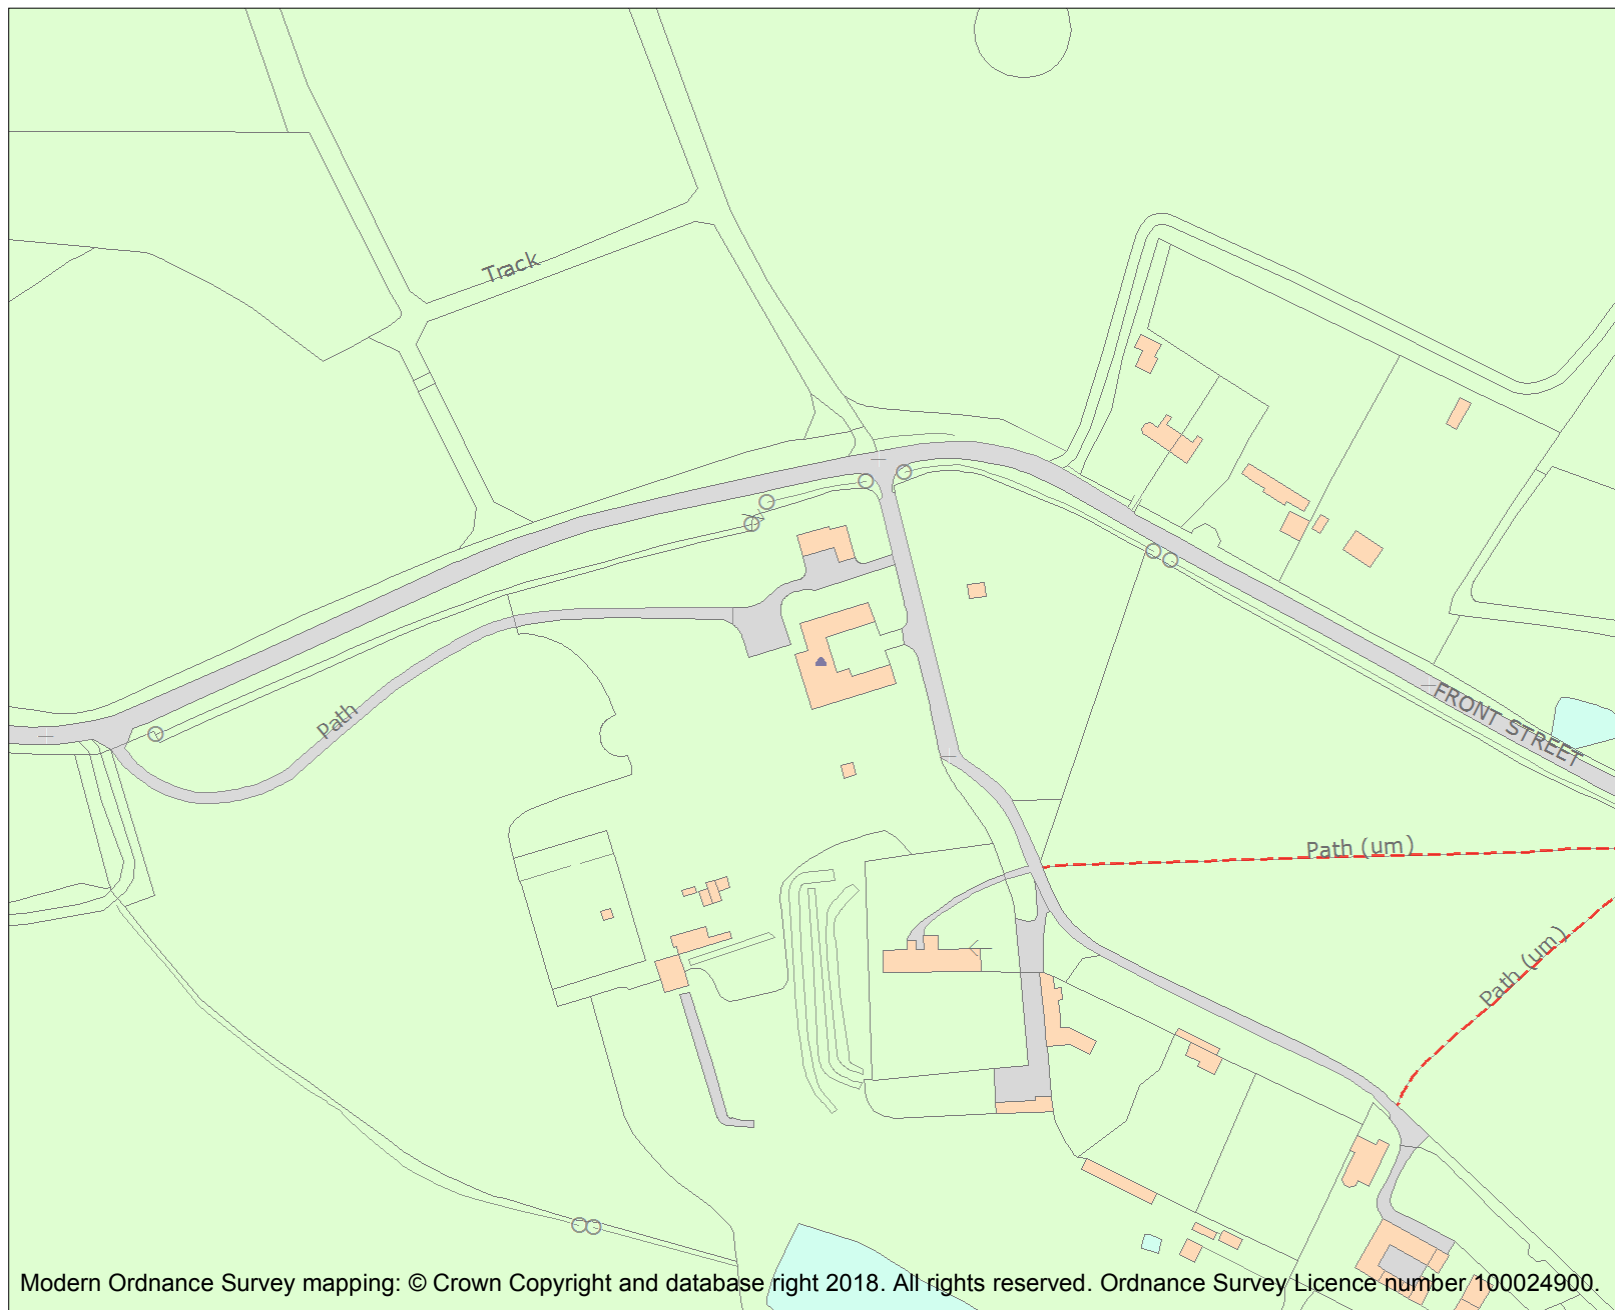 Track
Path
FRONT STREET
Path (um)
Path (um)
Modern Ordnance Survey mapping: © Crown Copyright and database right 2018. All rights reserved. Ordnance Survey Licence number 100024900.